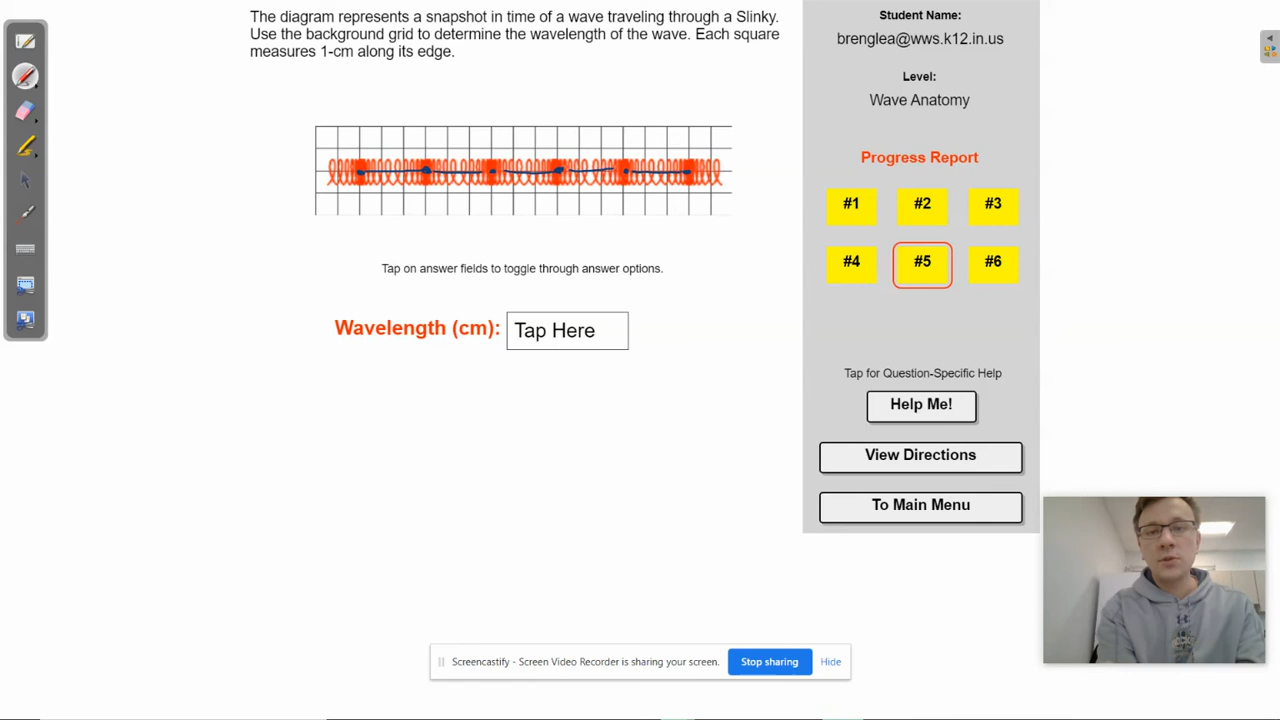 The diagram represents a snapshot in time of a wave traveling through a Slinky.
Use the background grid to determine the wavelength of the wave. Each square
measures 1-cm along its edge.
Tap on answer fields to toggle through answer options.
Wavelength (cm): Tap Here
Student Name:
brenglea@wws.k12.in.us
Level:
Wave Anatomy
Progress Report
#1 #2 #3
#4 #5 #6
Tap for Question-Specific Help
Help Me!
View Directions
To Main Menu
Screencastify - Screen Video Recorder is sharing your screen. Stop sharing Hide